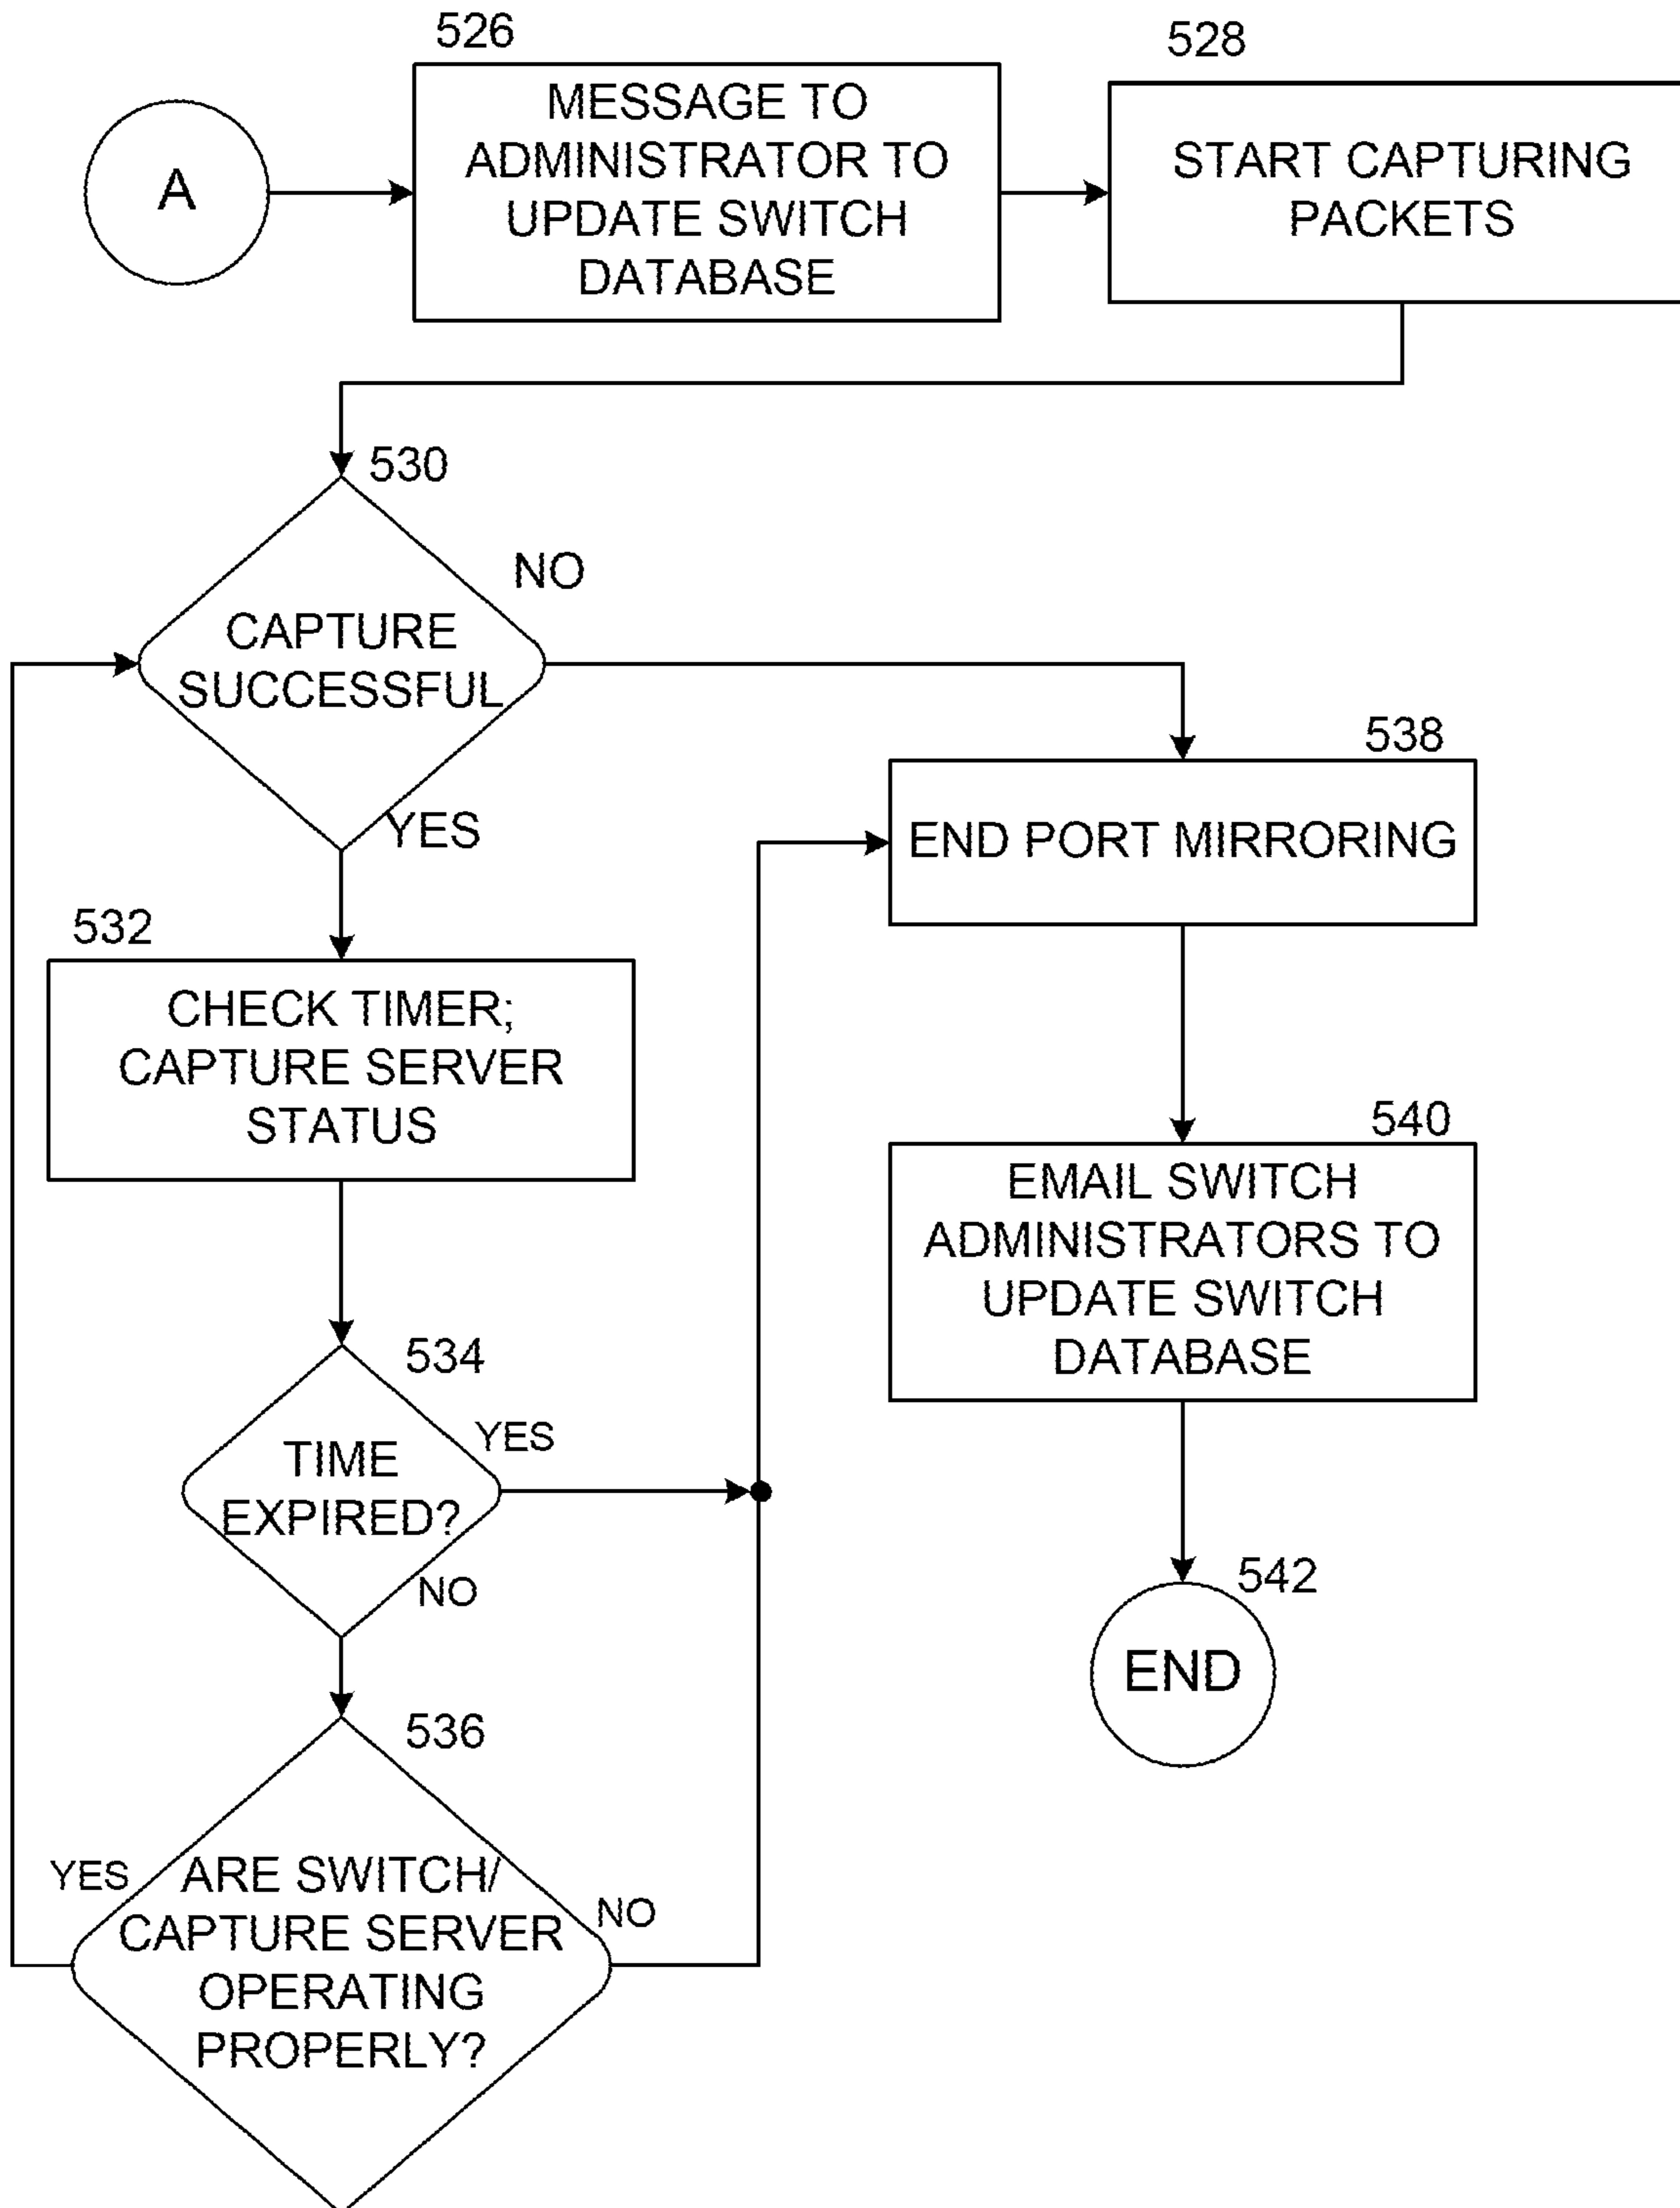 526
528
A
MESSAGE TO
ADMINISTRATOR TO
UPDATE SWITCH
DATABASE
START CAPTURING
PACKETS
530
NO
CAPTURE
SUCCESSFUL
YES
538
END PORT MIRRORING
532
CHECK TIMER;
CAPTURE SERVER
STATUS
540
EMAIL SWITCH
ADMINISTRATORS TO
UPDATE SWITCH
DATABASE
534
YES
TIME
EXPIRED?
NO
542
END
536
YES
ARE SWITCH/
CAPTURE SERVER
OPERATING
PROPERLY?
NO